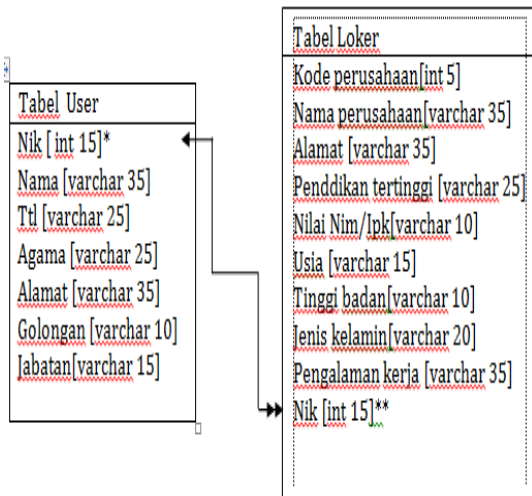 Tabel User
Nik [ int 15]*
Nama [varchar 35]
Ttl [varchar 25]
Agama [varchar 25]
Alamat [varchar 35]
Golongan [varchar 10]
Jabatan[varchar 15]
Tabel Loker
Kode perusahaan[int 5]
Nama perusahaan[varchar 35]
Alamat [varchar 35]
Penddikan tertinggi [varchar 25]
Nilai Nim/Ipk[varchar 10]
Usia [varchar 15]
Tinggi badan[varchar 10]
Jenis kelamin[varchar 20]
Pengalaman kerja [varchar 35]
Nik [int 15]**